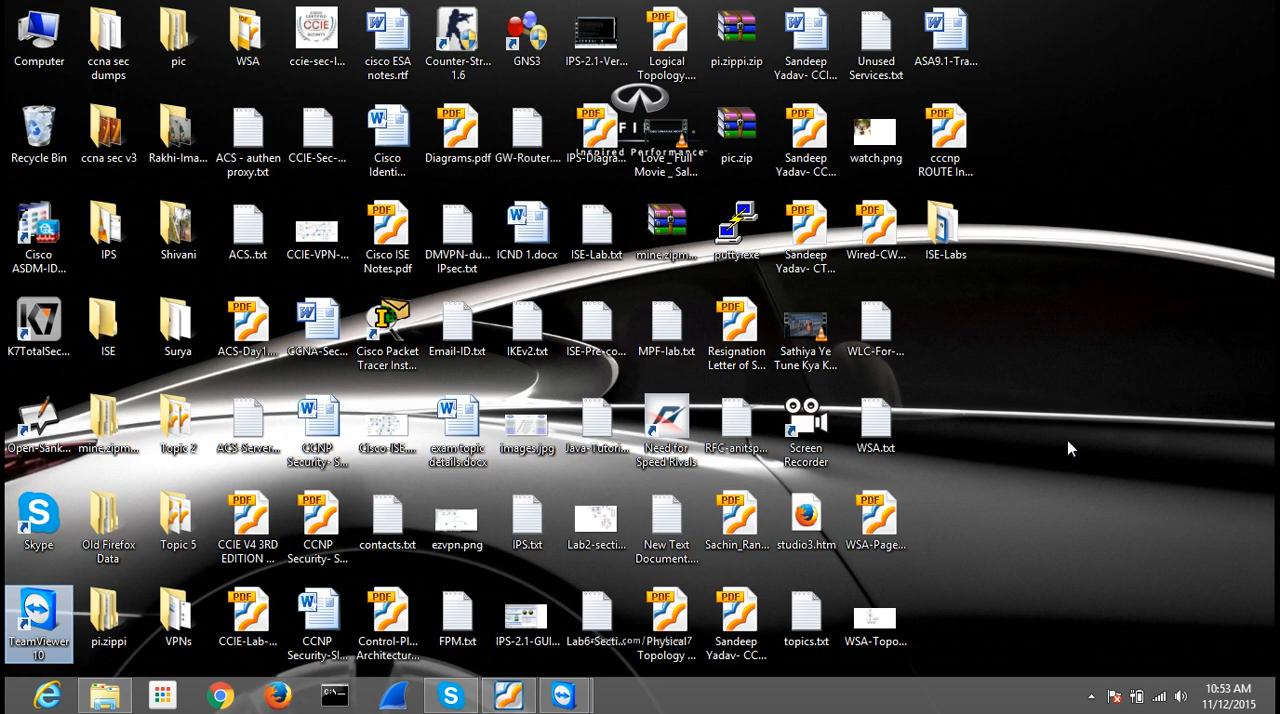 Computer
ccna sec
dumps
pic
WSA
ccie-sec-l...
cisco ESA
notes.rtf
Counter-Str...
1.6
GNS3
IPS-2.1-Ver...
Logical
Topology....
pi.zippi.zip
Sandeep
Yadav- CCI...
Unused
Services.txt
ASA9.1-Tra...
Inspired Performance™
Recycle Bin
ccna sec v3
Rakhi-Ima...
ACS - authen
proxy.txt
CCIE-Sec-...
Cisco
Identi...
Diagrams.pdf
GW-Router....
IPS-Diagra...
Love _ Full
Movie _ Sal...
pic.zip
Sandeep
Yadav- CC...
watch.png
cccnp
ROUTE In...
Cisco
ASDM-ID...
IPS
Shivani
ACS..txt
CCIE-VPN-...
Cisco ISE
Notes.pdf
DMVPN-du...
IPsec.txt
ICND 1.docx
ISE-Lab.txt
mine.zipm...
putty.exe
Sandeep
Yadav- CT...
Wired-CW...
ISE-Labs
K7TotalSec...
ISE
Surya
ACS-Day1...
CCNA-Sec...
Cisco Packet
Tracer Inst...
Email-ID.txt
IKEv2.txt
ISE-Pre-co...
MPF-lab.txt
Resignation
Letter of S...
Sathiya Ye
Tune Kya K...
WLC-For-...
Open-Sank...
mine.zipm...
Topic 2
ACS-Server...
CCNP
Security- S...
Cisco-ISE....
exam topic
details.docx
images.jpg
Java-Tutori...
Need for
Speed Rivals
RFC-anitsp...
Screen
Recorder
WSA.txt
Skype
Old Firefox
Data
Topic 5
CCIE V4 3RD
EDITION ...
CCNP
Security- S...
contacts.txt
ezvpn.png
IPS.txt
Lab2-secti...
New Text
Document....
Sachin_Ran...
studio3.htm
WSA-Page...
TeamViewer
10
pi.zippi
VPNs
CCIE-Lab-...
CCNP
Security-Sl...
Control-Pl...
Architectur...
FPM.txt
IPS-2.1-GUI...
Lab6-Secti...
Physical
Topology ...
Sandeep
Yadav- CC...
topics.txt
WSA-Topo...
10:53 AM
11/12/2015